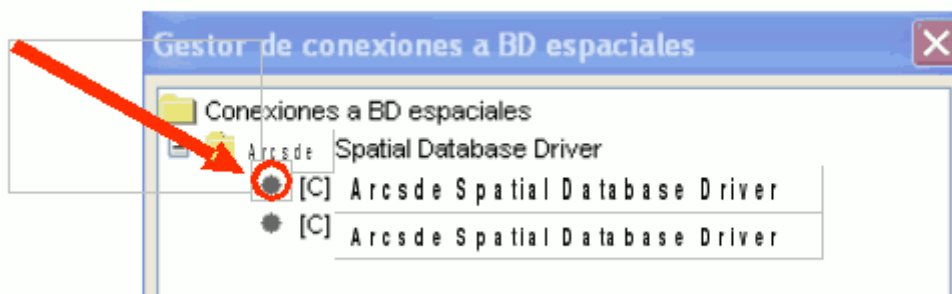 Gestor de conexiones a BD espaciales
Conexiones a BD espaciales
Arcsde Spatial Database Driver
[C] Arcsde Spatial Database Driver
[C] Arcsde Spatial Database Driver